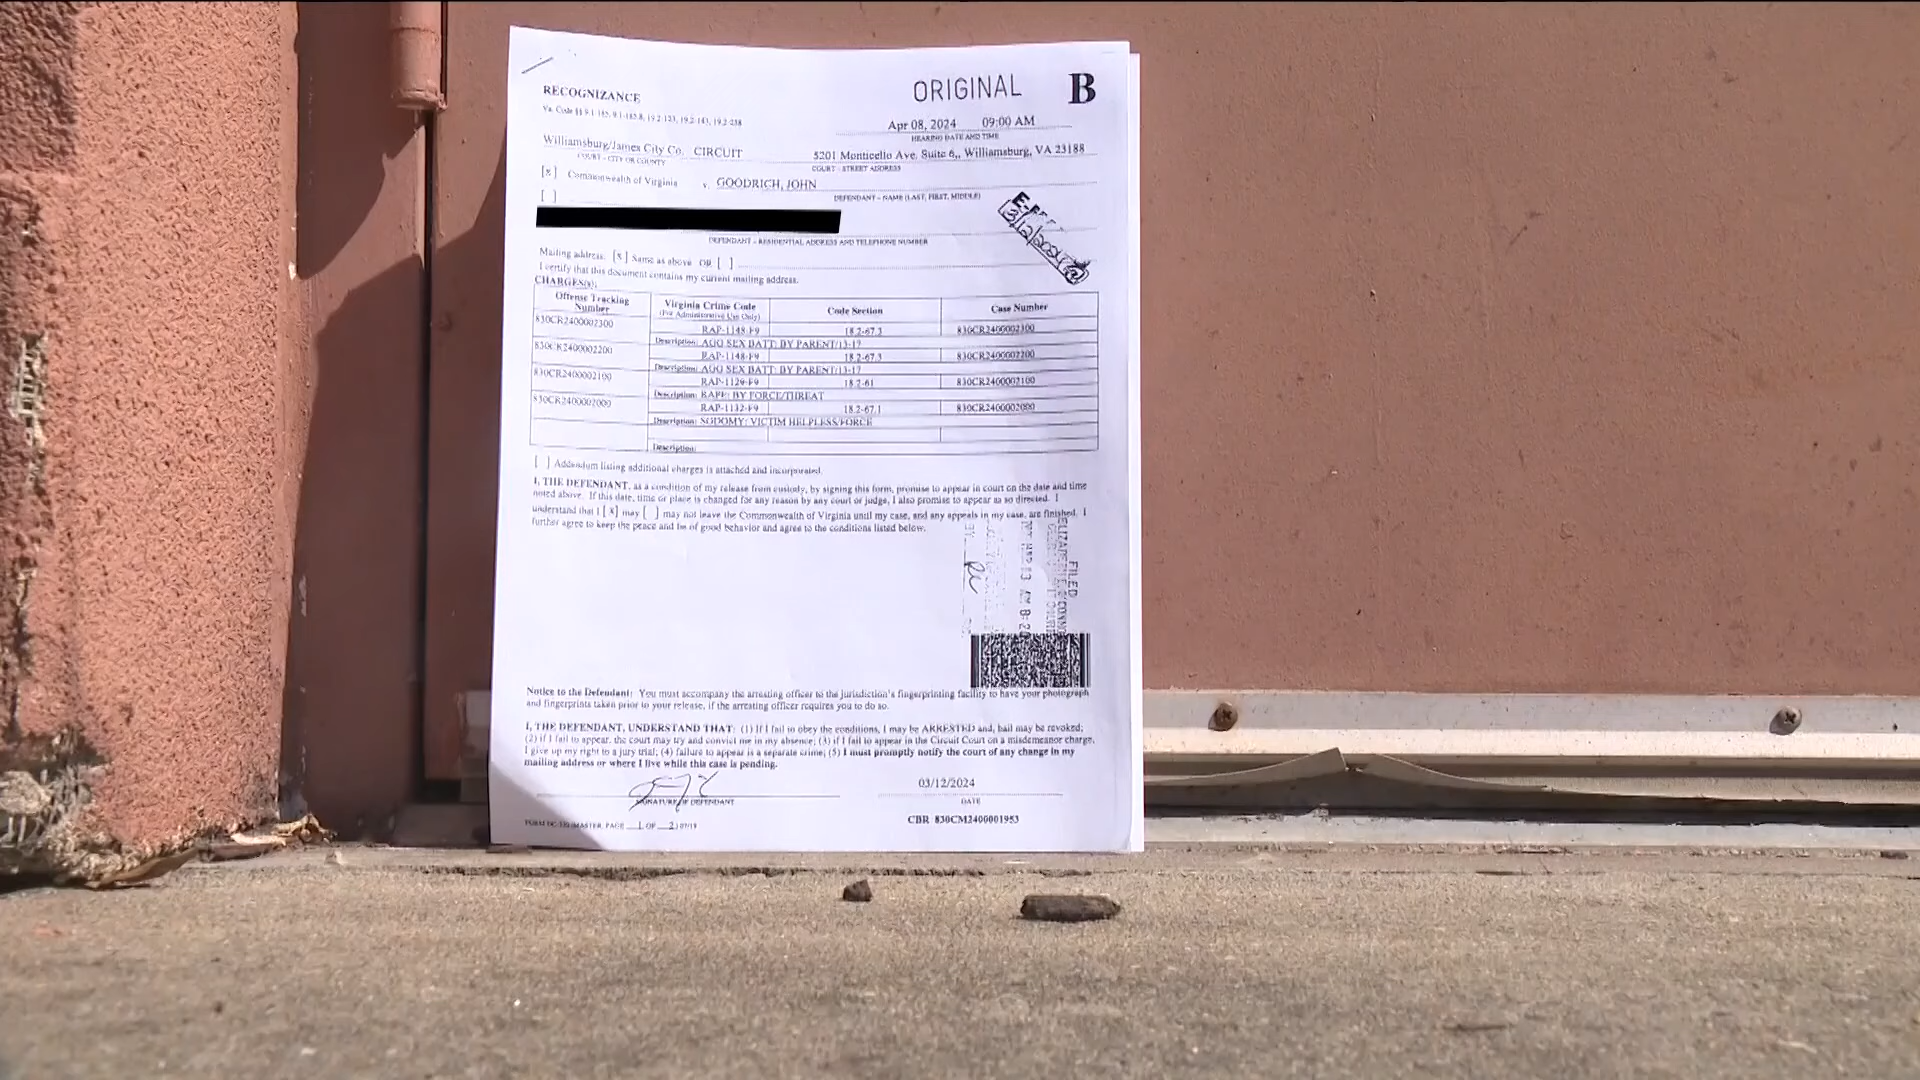 ORIGINAL B
RECOGNIZANCE
Va. Code §§ 9.1-185, 9.1-185.8, 19.2-123, 19.2-143, 19.2-258
Apr 08, 2024 09:00 AM
HEARING DATE AND TIME
Williamsburg/James City Co. CIRCUIT
COURT - CITY OR COUNTY
5201 Monticello Ave. Suite 6,, Williamsburg, VA 23188
COURT - STREET ADDRESS
[X] Commonwealth of Virginia v. GOODRICH, JOHN
[ ]
DEFENDANT – NAME (LAST, FIRST, MIDDLE)
DEFENDANT – RESIDENTIAL ADDRESS AND TELEPHONE NUMBER
Mailing address: [X] Same as above OR [ ]
I certify that this document contains my current mailing address.
CHARGES(s):
Offense Tracking Number Virginia Crime Code (For Administrative Use Only) Code Section Case Number
830CR2400002300 RAP-1148-F9 18.2-67.3 830CR2400002300
Description: AGG SEX BATT: BY PARENT/13-17
830CR2400002200 RAP-1148-F9 18.2-67.3 830CR2400002200
Description: AGG SEX BATT: BY PARENT/13-17
830CR2400002100 RAP-1129-F9 18.2-61 830CR2400002100
Description: RAPE: BY FORCE/THREAT
830CR2400002000 RAP-1132-F9 18.2-67.1 830CR2400002000
Description: SODOMY: VICTIM HELPLESS/FORCE
Description:
[ ] Addendum listing additional charges is attached and incorporated.
I, THE DEFENDANT, as a condition of my release from custody, by signing this form, promise to appear in court on the date and time
noted above. If this date, time or place is changed for any reason by any court or judge, I also promise to appear as so directed. I
understand that I [X] may [ ] may not leave the Commonwealth of Virginia until my case, and any appeals in my case, are finished. I
further agree to keep the peace and be of good behavior and agree to the conditions listed below.
FILED
Notice to the Defendant: You must accompany the arresting officer to the jurisdiction's fingerprinting facility to have your photograph
and fingerprints taken prior to your release, if the arresting officer requires you to do so.
I, THE DEFENDANT, UNDERSTAND THAT: (1) If I fail to obey the conditions, I may be ARRESTED and, bail may be revoked;
(2) if I fail to appear, the court may try and convict me in my absence; (3) if I fail to appear in the Circuit Court on a misdemeanor charge,
I give up my right to a jury trial; (4) failure to appear is a separate crime; (5) I must promptly notify the court of any change in my
mailing address or where I live while this case is pending.
03/12/2024
SIGNATURE OF DEFENDANT DATE
PAGE 1 OF 2 CBR 830CM2400001953